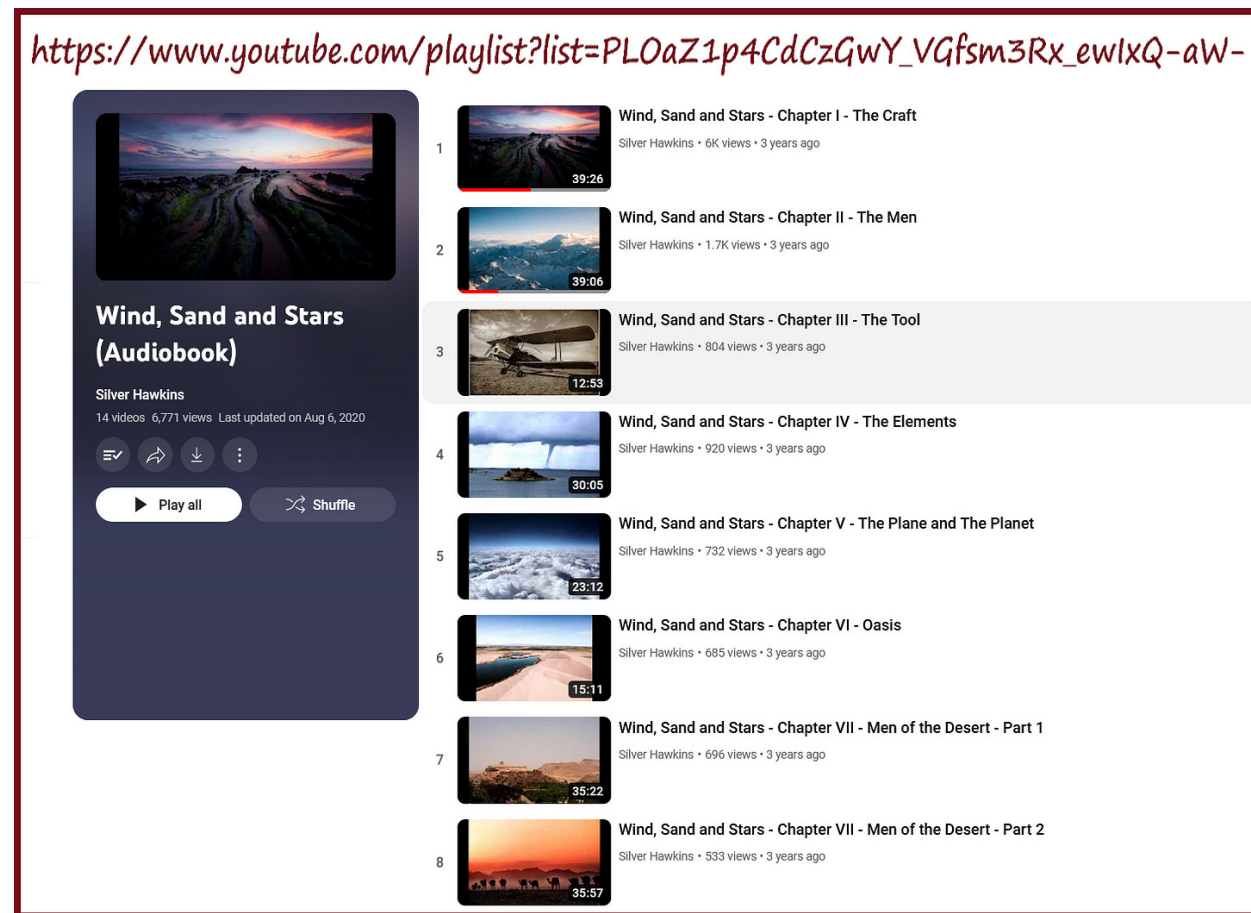 https://www.youtube.com/playlist?list=PLOaZ1p4CdCzGwY_VGfsm3Rx_ewIxQ-aW-
Wind, Sand and Stars
(Audiobook)
Silver Hawkins
14 videos 6,771 views Last updated on Aug 6, 2020
Play all
Shuffle
1
39:26
Wind, Sand and Stars - Chapter I - The Craft
Silver Hawkins • 6K views • 3 years ago
2
39:06
Wind, Sand and Stars - Chapter II - The Men
Silver Hawkins • 1.7K views • 3 years ago
3
12:53
Wind, Sand and Stars - Chapter III - The Tool
Silver Hawkins • 804 views • 3 years ago
4
30:05
Wind, Sand and Stars - Chapter IV - The Elements
Silver Hawkins • 920 views • 3 years ago
5
23:12
Wind, Sand and Stars - Chapter V - The Plane and The Planet
Silver Hawkins • 732 views • 3 years ago
6
15:11
Wind, Sand and Stars - Chapter VI - Oasis
Silver Hawkins • 685 views • 3 years ago
7
35:22
Wind, Sand and Stars - Chapter VII - Men of the Desert - Part 1
Silver Hawkins • 696 views • 3 years ago
8
35:57
Wind, Sand and Stars - Chapter VII - Men of the Desert - Part 2
Silver Hawkins • 533 views • 3 years ago